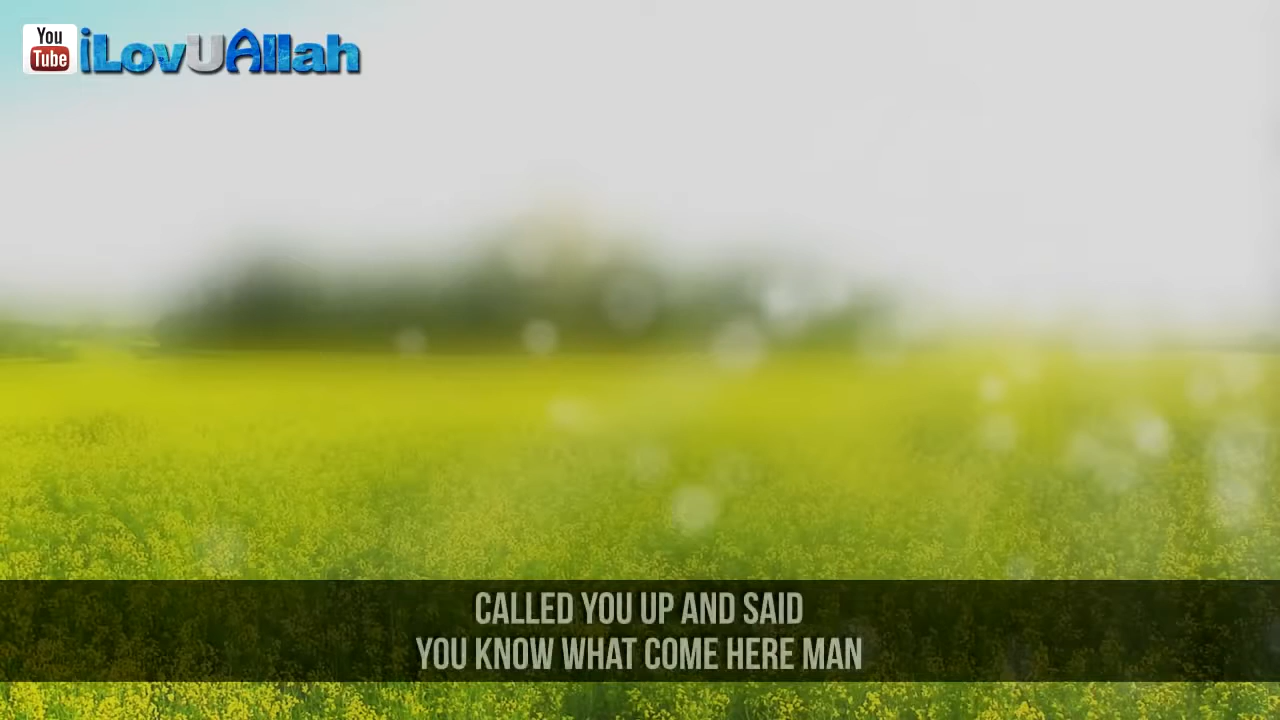 You
Tube
iLovUAllah
CALLED YOU UP AND SAID
YOU KNOW WHAT COME HERE MAN